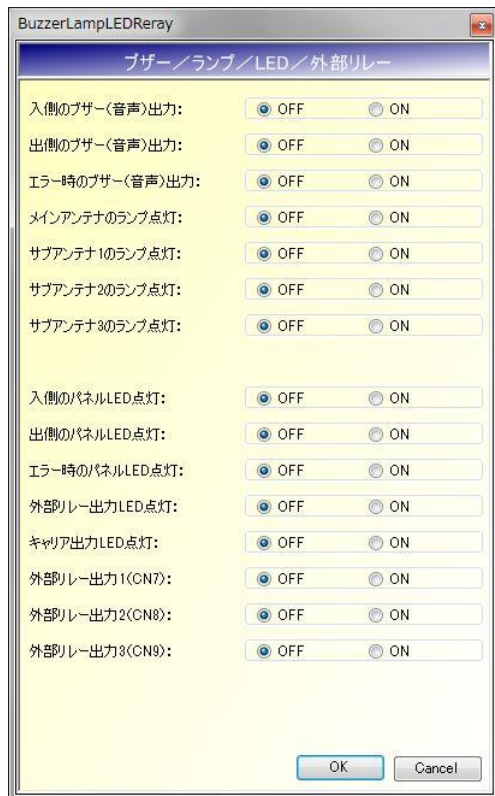 BuzzerLampLEDReray
ブザー／ランプ／LED／外部リレー
入側のブザー(音声)出力: OFF ON
出側のブザー(音声)出力: OFF ON
エラー時のブザー(音声)出力: OFF ON
メインアンテナのランプ点灯: OFF ON
サブアンテナ1のランプ点灯: OFF ON
サブアンテナ2のランプ点灯: OFF ON
サブアンテナ3のランプ点灯: OFF ON
入側のパネルLED点灯: OFF ON
出側のパネルLED点灯: OFF ON
エラー時のパネルLED点灯: OFF ON
外部リレー出力LED点灯: OFF ON
キャリア出力LED点灯: OFF ON
外部リレー出力1(CN7): OFF ON
外部リレー出力2(CN8): OFF ON
外部リレー出力3(CN9): OFF ON
OK Cancel